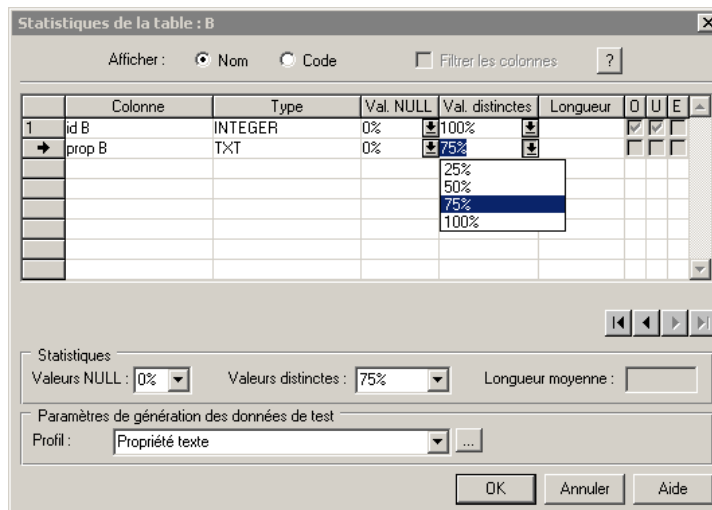 Statistiques de la table : B
Afficher : Nom Code Filtrer les colonnes ?
Colonne Type Val. NULL Val. distinctes Longueur O U E
1 id B INTEGER 0% 100%
prop B TXT 0% 75%
25%
50%
75%
100%
Statistiques
Valeurs NULL : 0% Valeurs distinctes : 75% Longueur moyenne :
Paramètres de génération des données de test
Profil : Propriété texte ...
OK Annuler Aide